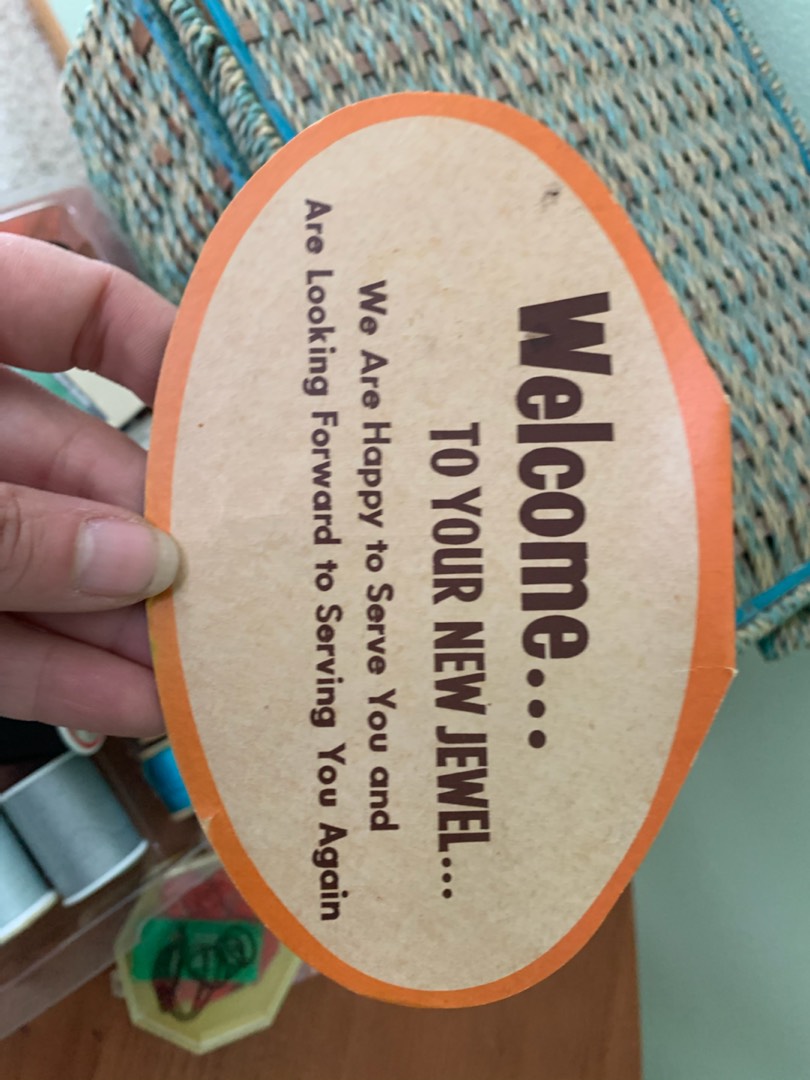 Welcome...
TO YOUR NEW JEWEL...
We Are Happy to Serve You and
Are Looking Forward to Serving You Again